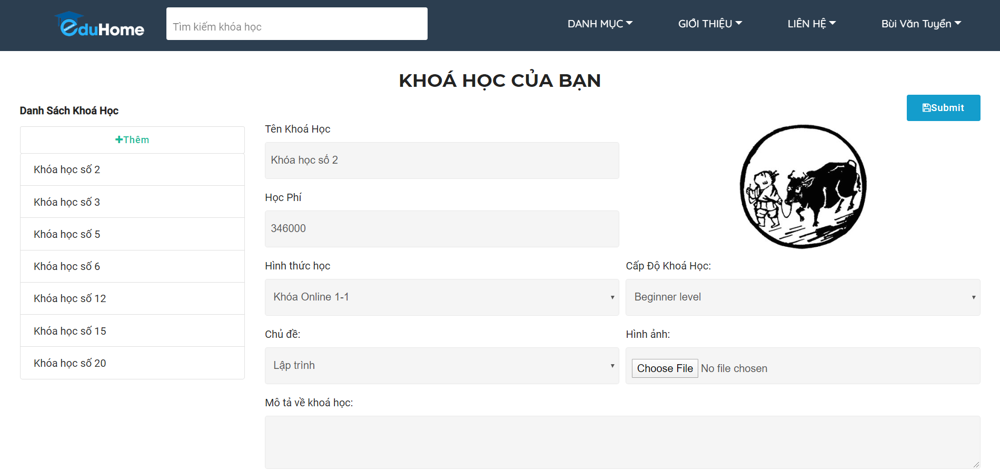 eduHome
Tìm kiếm khóa học
DANH MỤC
GIỚI THIỆU
LIÊN HỆ
Bùi Văn Tuyển
KHOÁ HỌC CỦA BẠN
Submit
Danh Sách Khoá Học
Thêm
Khóa học số 2
Khóa học số 3
Khóa học số 5
Khóa học số 6
Khóa học số 12
Khóa học số 15
Khóa học số 20
Tên Khoá Học
Khóa học số 2
Học Phí
346000
Hình thức học
Khóa Online 1-1
Cấp Độ Khoá Học:
Beginner level
Chủ đề:
Lập trình
Hình ảnh:
Choose File No file chosen
Mô tả về khoá học: